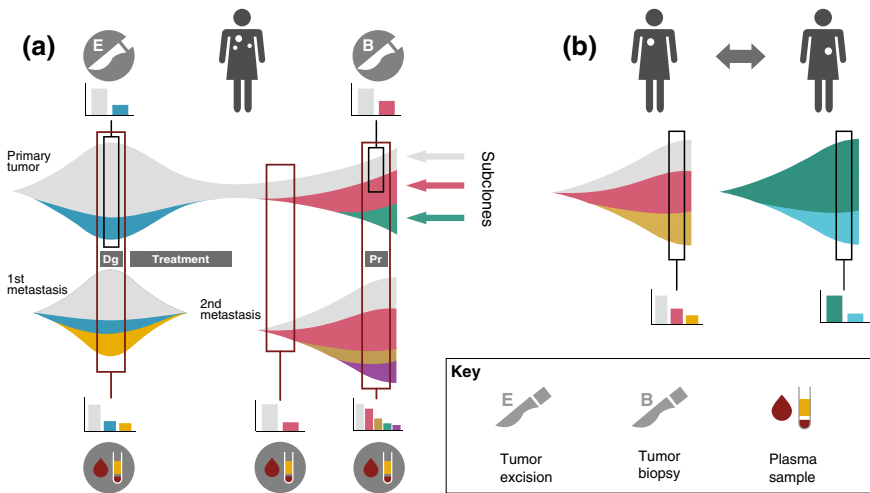 (a)
E
B
(b)
Primary
tumor
Subclones
Dg
Treatment
Pr
1st
metastasis
2nd
metastasis
Key
E
B
Tumor
excision
Tumor
biopsy
Plasma
sample